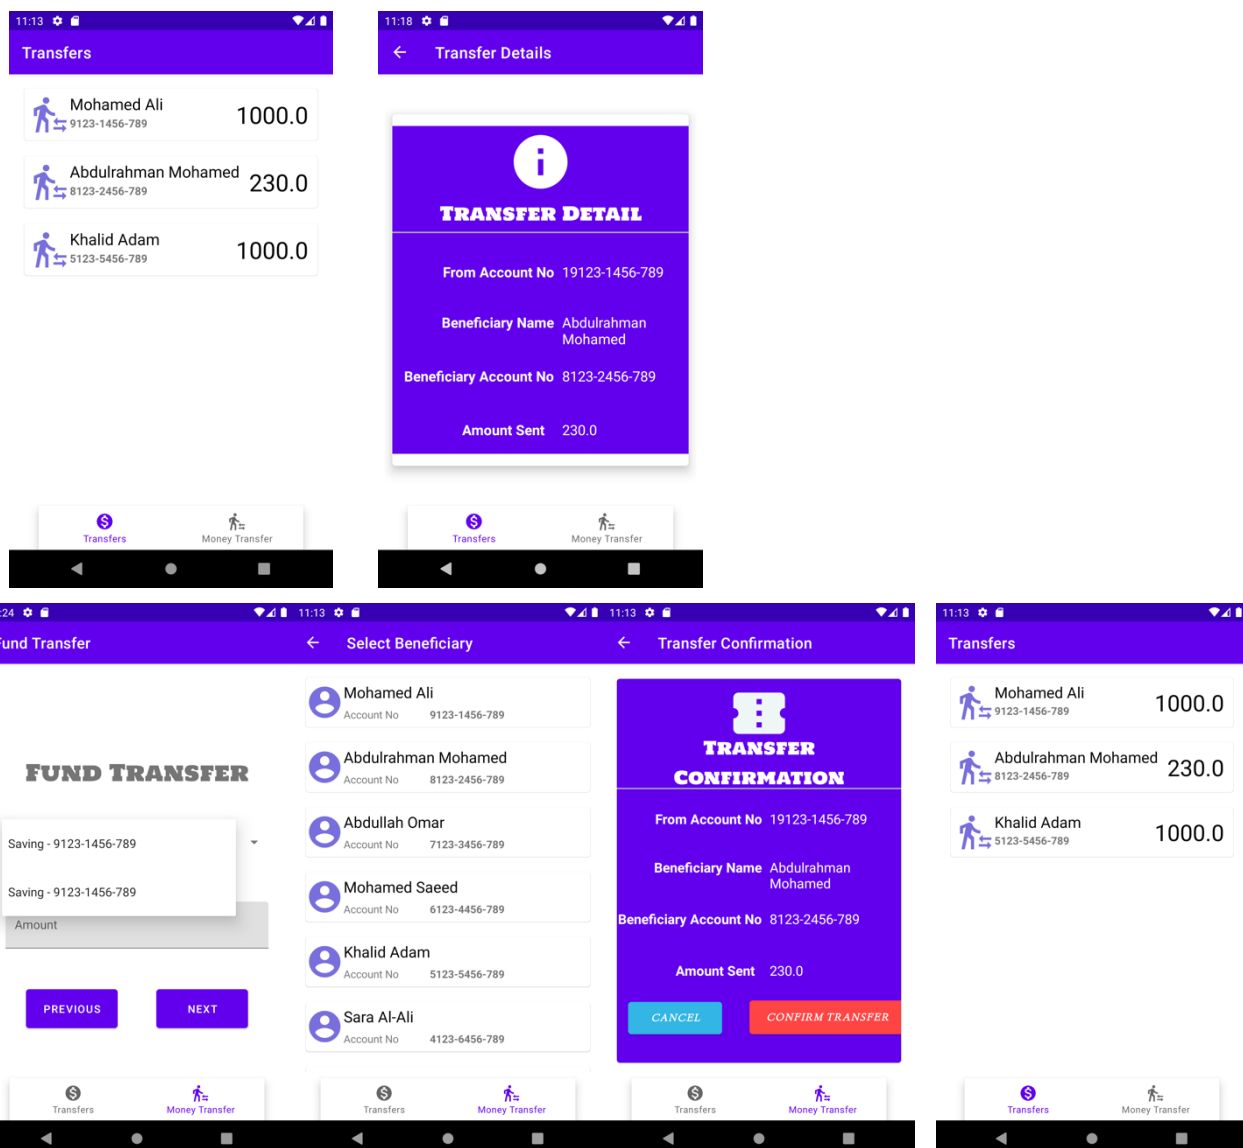 11:13
Transfers
Mohamed Ali
9123-1456-789
1000.0
Abdulrahman Mohamed
8123-2456-789
230.0
Khalid Adam
5123-5456-789
1000.0
Transfers
Money Transfer
11:18
Transfer Details
TRANSFER DETAIL
From Account No 19123-1456-789
Beneficiary Name Abdulrahman
Mohamed
Beneficiary Account No 8123-2456-789
Amount Sent 230.0
Transfers
Money Transfer
:24
Fund Transfer
FUND TRANSFER
Saving - 9123-1456-789
Saving - 9123-1456-789
Amount
PREVIOUS
NEXT
Transfers
Money Transfer
11:13
Select Beneficiary
Mohamed Ali
Account No 9123-1456-789
Abdulrahman Mohamed
Account No 8123-2456-789
Abdullah Omar
Account No 7123-3456-789
Mohamed Saeed
Account No 6123-4456-789
Khalid Adam
Account No 5123-5456-789
Sara Al-Ali
Account No 4123-6456-789
Transfers
Money Transfer
11:13
Transfer Confirmation
TRANSFER
CONFIRMATION
From Account No 19123-1456-789
Beneficiary Name Abdulrahman
Mohamed
Beneficiary Account No 8123-2456-789
Amount Sent 230.0
CANCEL
CONFIRM TRANSFER
Transfers
Money Transfer
11:13
Transfers
Mohamed Ali
9123-1456-789
1000.0
Abdulrahman Mohamed
8123-2456-789
230.0
Khalid Adam
5123-5456-789
1000.0
Transfers
Money Transfer